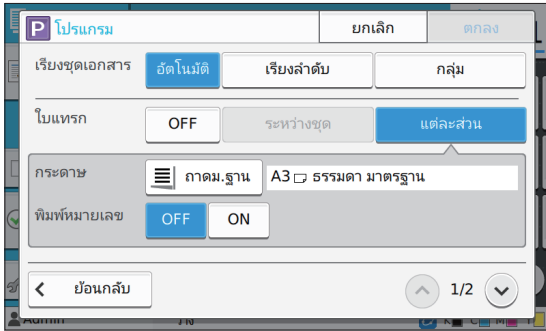 P โปรแกรม ยกเลิก ตกลง
เรียงชุดเอกสาร อัตโนมัติ เรียงลำดับ กลุ่ม
ใบแทรก OFF ระหว่างชุด แต่ละส่วน
กระดาษ ถาดม.ฐาน A3 ธรรมดา มาตรฐาน
พิมพ์หมายเลข OFF ON
ย้อนกลับ 1/2
Admin